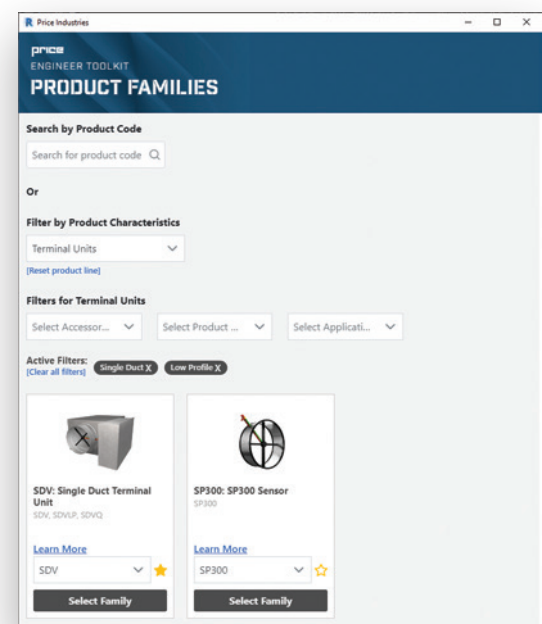 Price Industries
price
ENGINEER TOOLKIT
PRODUCT FAMILIES
Search by Product Code
Search for product code
Or
Filter by Product Characteristics
Terminal Units
[Reset product line]
Filters for Terminal Units
Select Accessor... Select Product ... Select Applicati...
Active Filters:
[Clear all filters] Single Duct X Low Profile X
SDV: Single Duct Terminal
Unit
SDV, SDVLP, SDVQ
Learn More
SDV
Select Family
SP300: SP300 Sensor
SP300
Learn More
SP300
Select Family